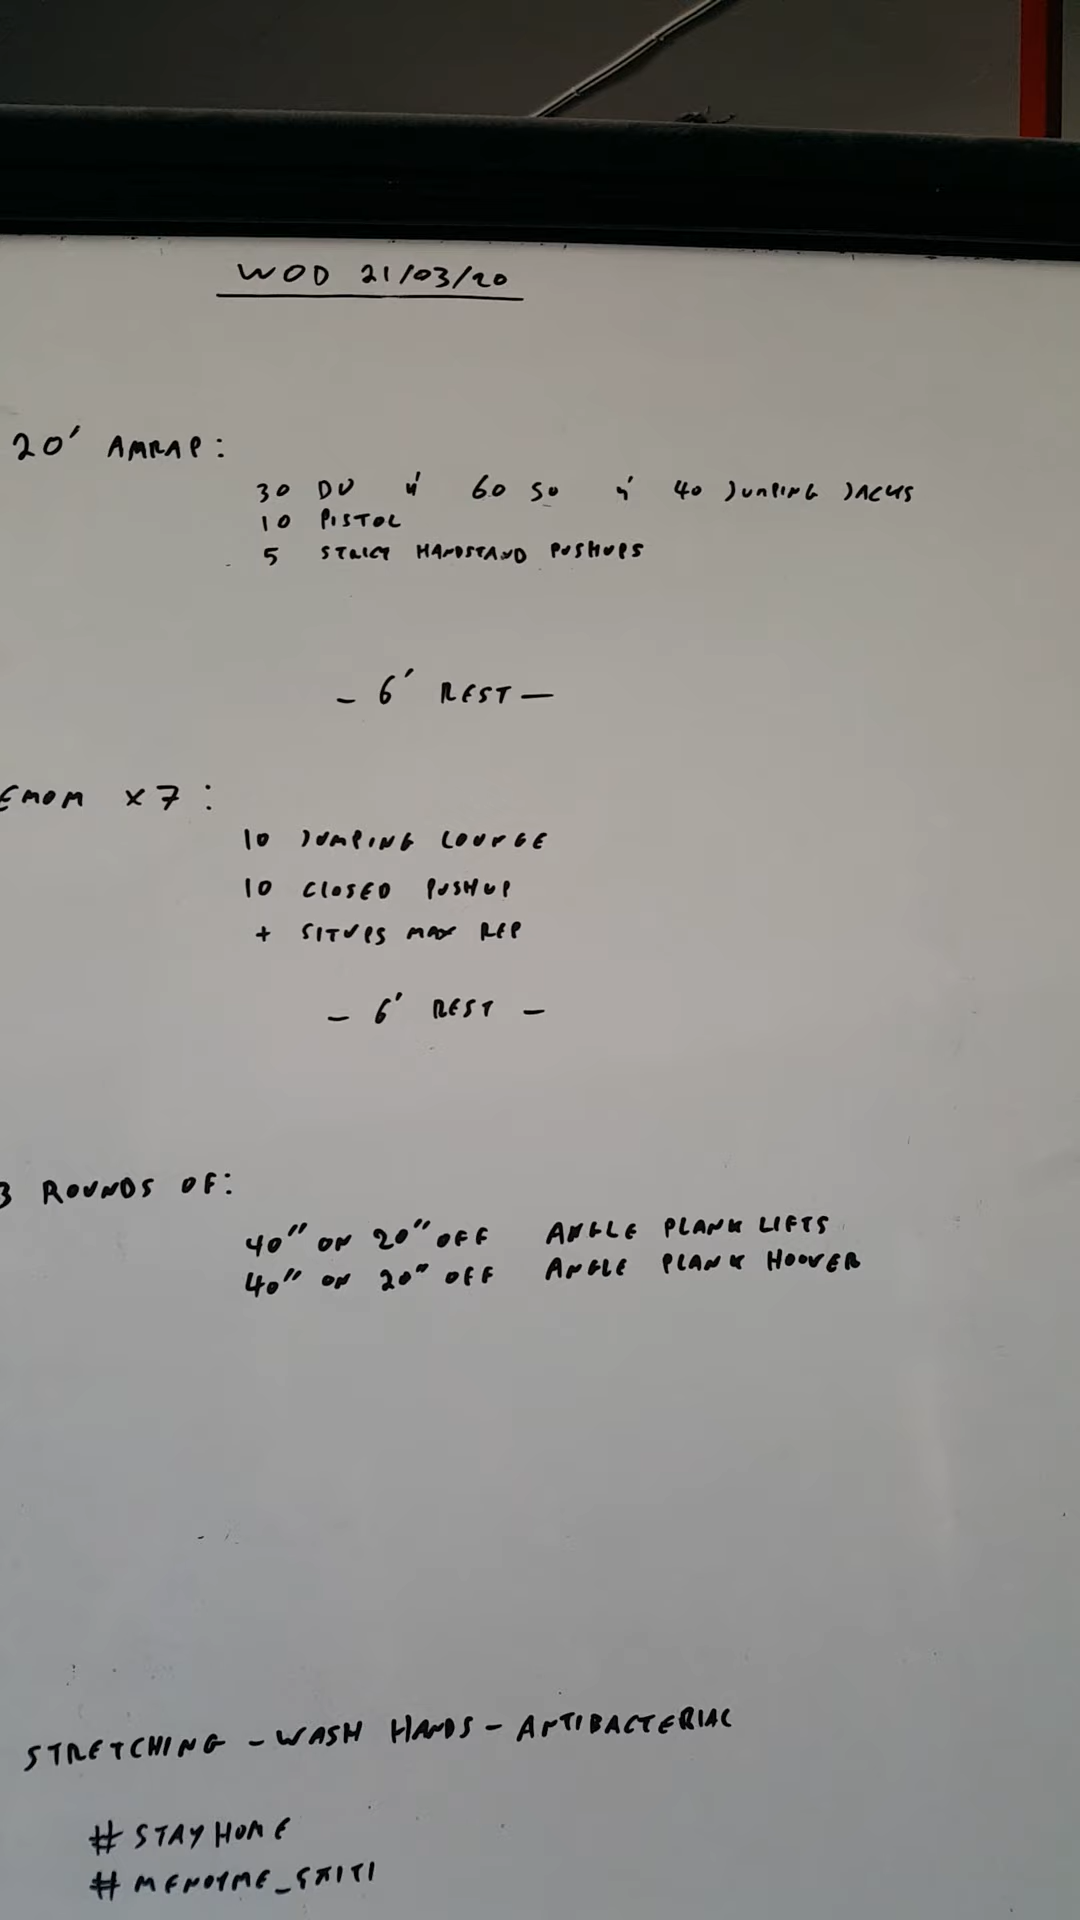 WOD 21/03/20
20' AMRAP:
30 DU ή 60 SU ή 40 JUMPING JACKS
10 PISTOL
5 STRICT HANDSTAND PUSHUPS
- 6' REST -
EMOM x7:
10 JUMPING LOUNGE
10 CLOSED PUSHUP
+ SITUPS MAX REP
- 6' REST -
3 ROUNDS OF:
40" ON 20" OFF ANGLE PLANK LIFTS
40" ON 20" OFF ANGLE PLANK HOOVER
STRETCHING - WASH HANDS - ANTIBACTERIAL
# STAY HOME
# ΜΕΝΟΥΜΕ_ΣΠΙΤΙ